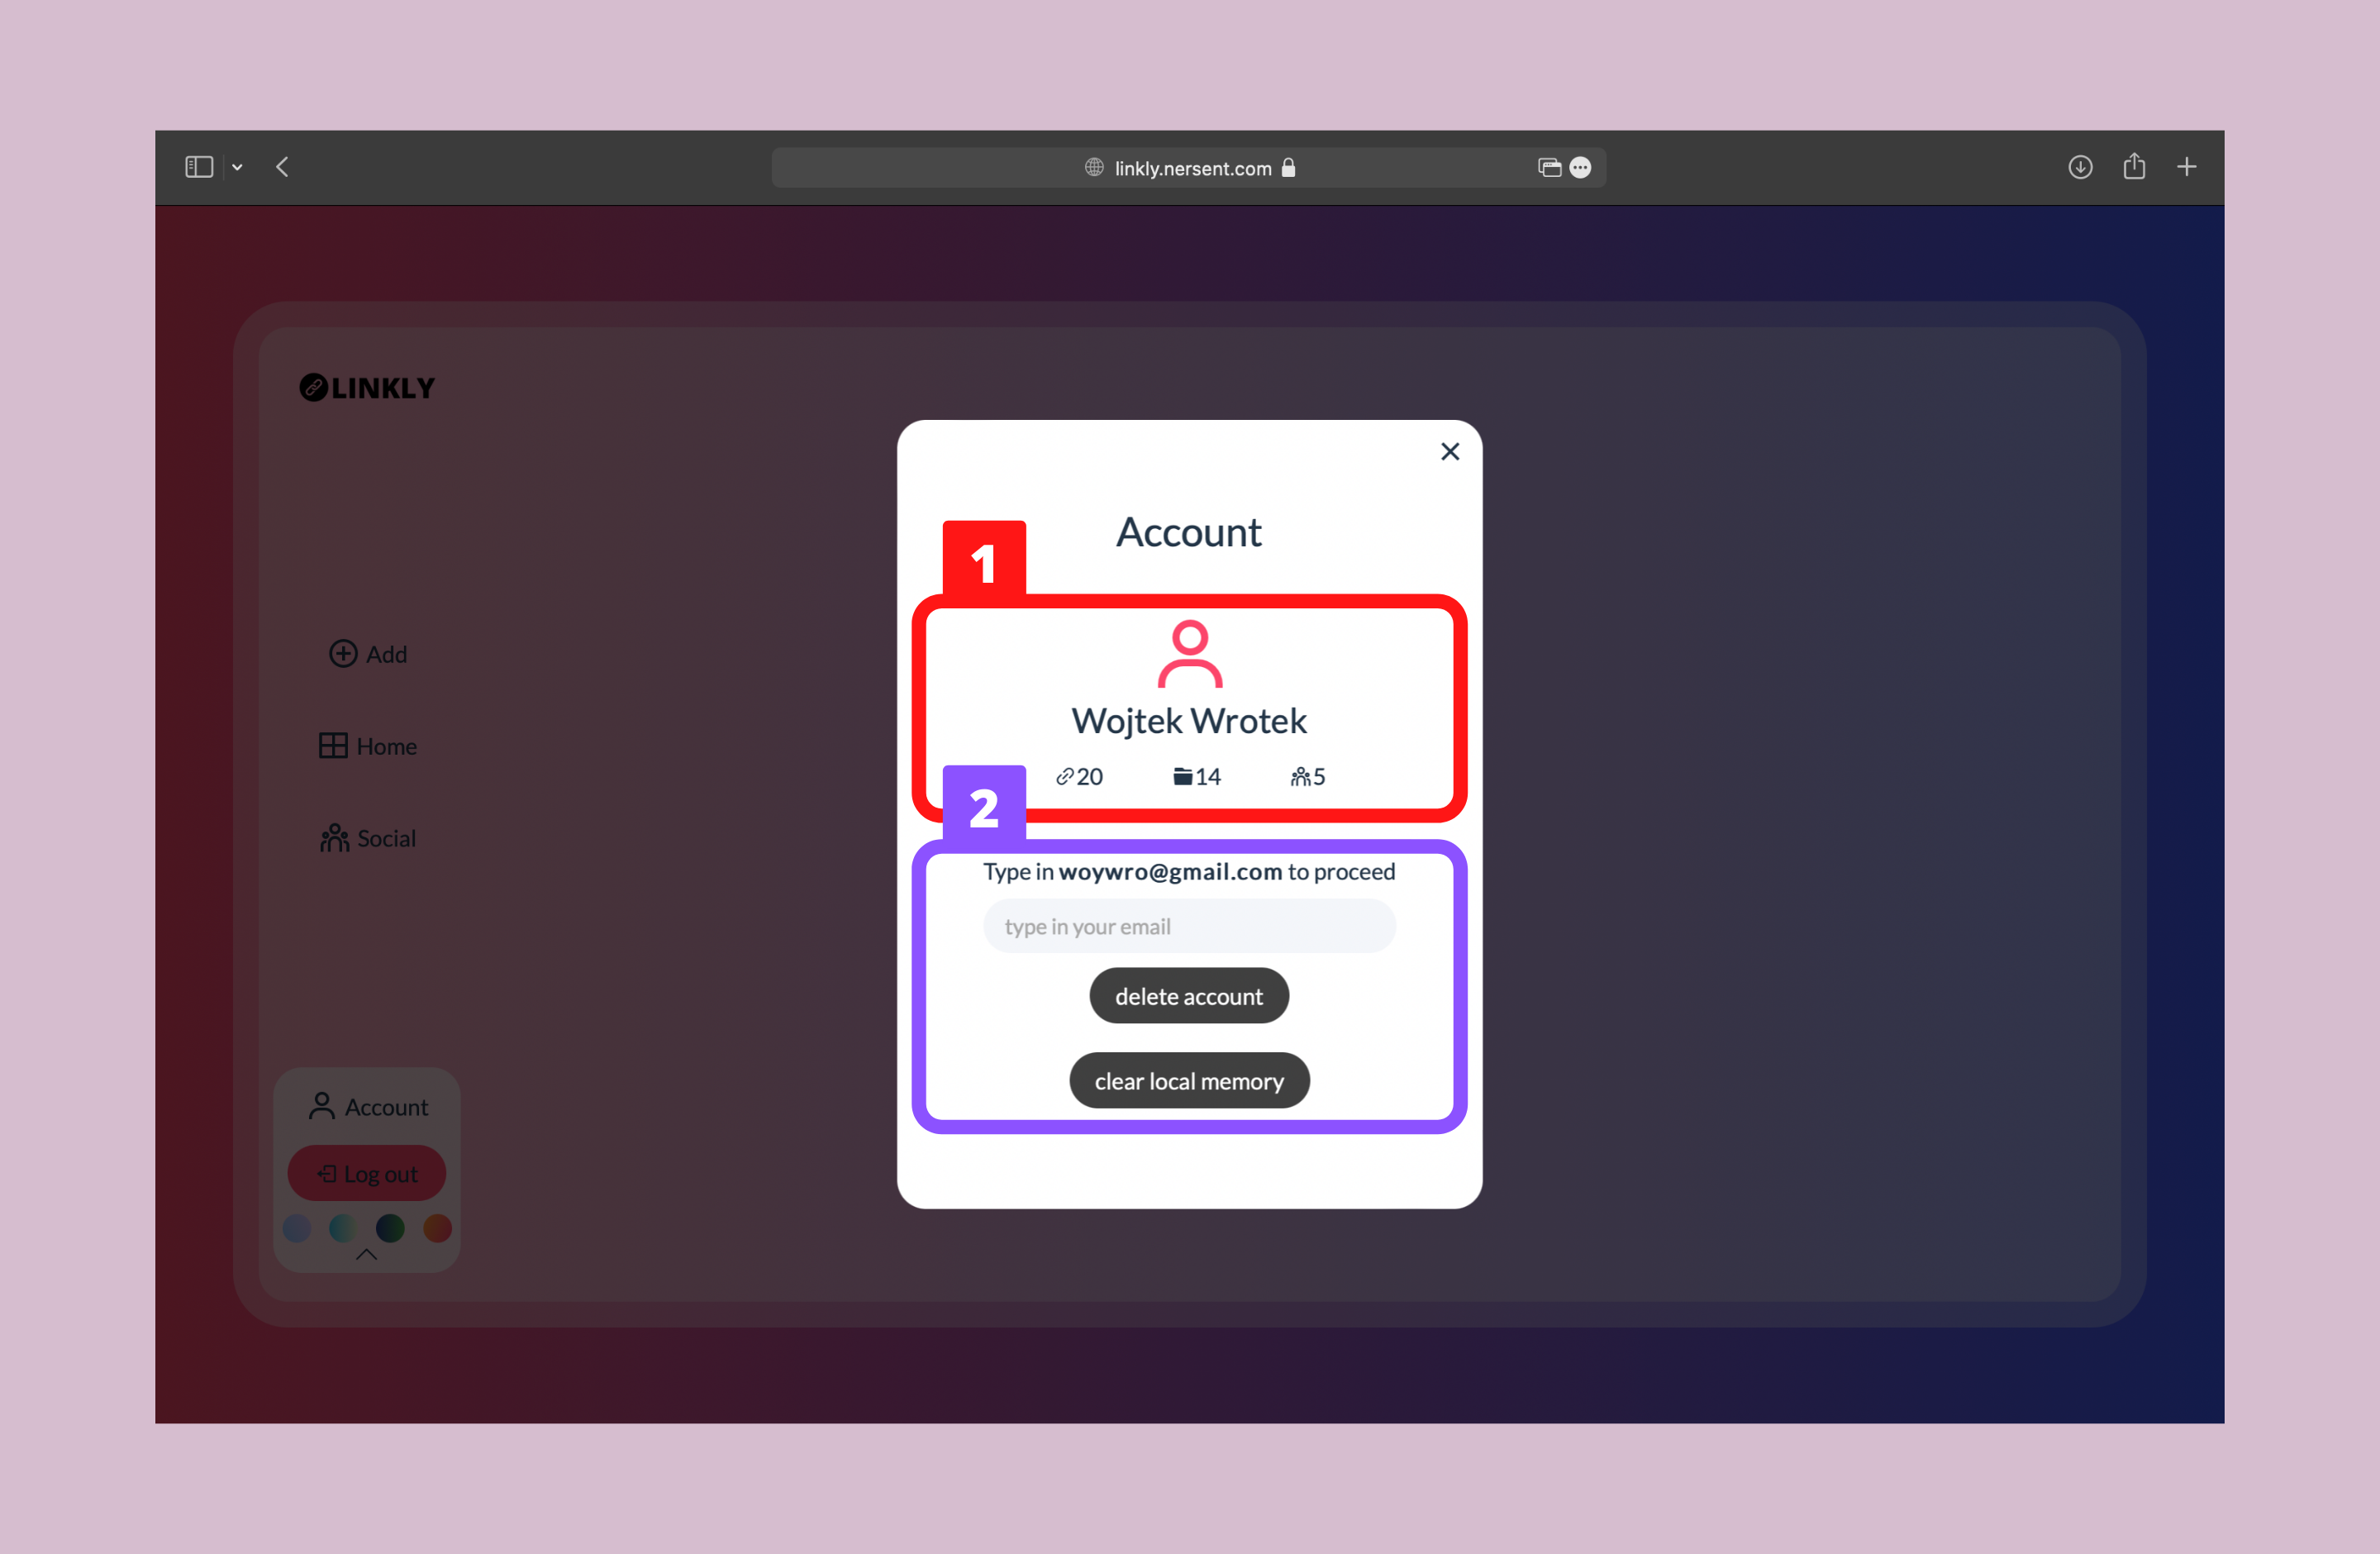 linkly.nersent.com
LINKLY
Add
Home
Social
Account
Log out
Account
1
Wojtek Wrotek
20 14 5
2
Type in woywro@gmail.com to proceed
type in your email
delete account
clear local memory